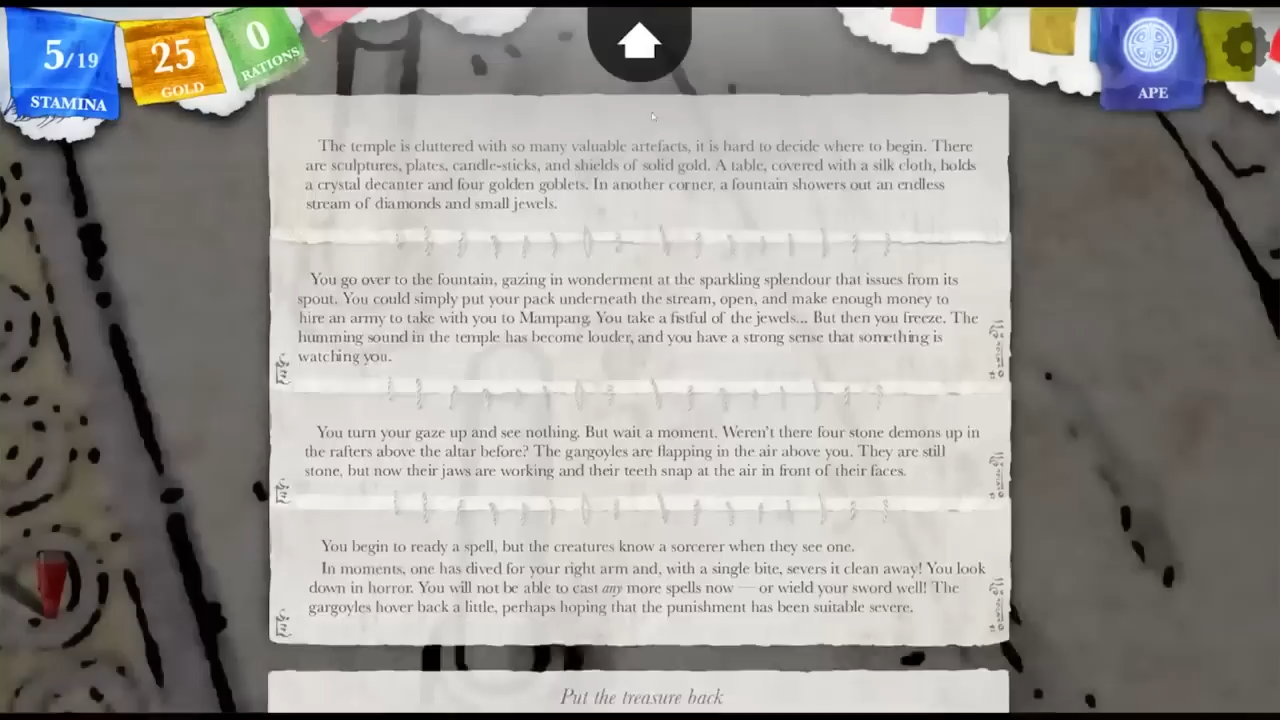 5/19
STAMINA
25
GOLD
0
RATIONS
APE
The temple is cluttered with so many valuable artefacts, it is hard to decide where to begin. There
are sculptures, plates, candle-sticks, and shields of solid gold. A table, covered with a silk cloth, holds
a crystal decanter and four golden goblets. In another corner, a fountain showers out an endless
stream of diamonds and small jewels.
You go over to the fountain, gazing in wonderment at the sparkling splendour that issues from its
spout. You could simply put your pack underneath the stream, open, and make enough money to
hire an army to take with you to Mampang. You take a fistful of the jewels... But then you freeze. The
humming sound in the temple has become louder, and you have a strong sense that something is
watching you.
You turn your gaze up and see nothing. But wait a moment. Weren't there four stone demons up in
the rafters above the altar before? The gargoyles are flapping in the air above you. They are still
stone, but now their jaws are working and their teeth snap at the air in front of their faces.
You begin to ready a spell, but the creatures know a sorcerer when they see one.
In moments, one has dived for your right arm and, with a single bite, severs it clean away! You look
down in horror. You will not be able to cast any more spells now — or wield your sword well! The
gargoyles hover back a little, perhaps hoping that the punishment has been suitable severe.
Put the treasure back